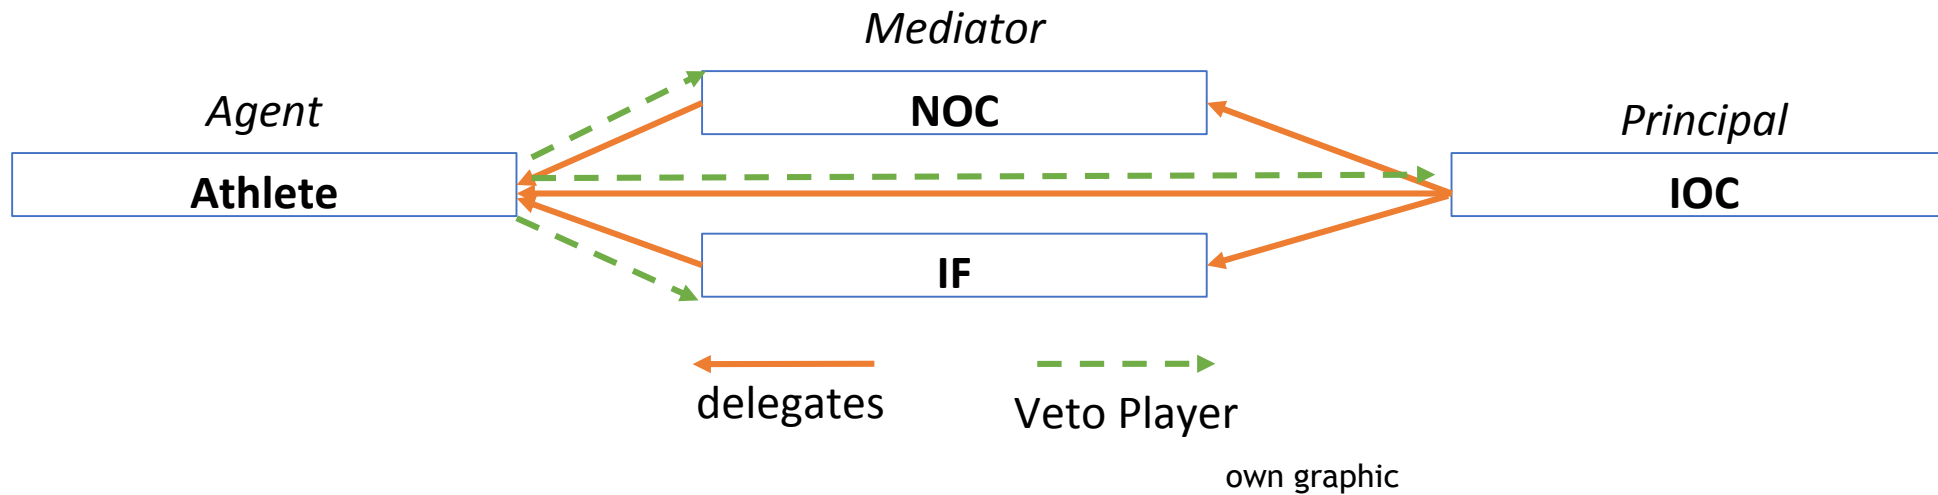 Mediator
Agent
NOC
Principal
Athlete
IOC
IF
delegates
Veto Player
own graphic